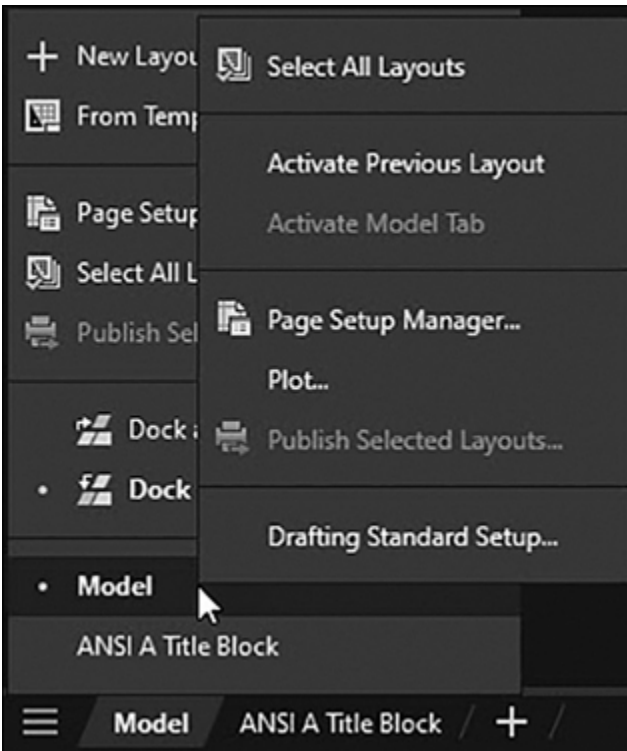 New Layou
From Temp
Page Setup
Select All L
Publish Sel
Dock a
Dock
Model
ANSI A Title Block
Select All Layouts
Activate Previous Layout
Activate Model Tab
Page Setup Manager...
Plot...
Publish Selected Layouts...
Drafting Standard Setup...
Model / ANSI A Title Block / + /